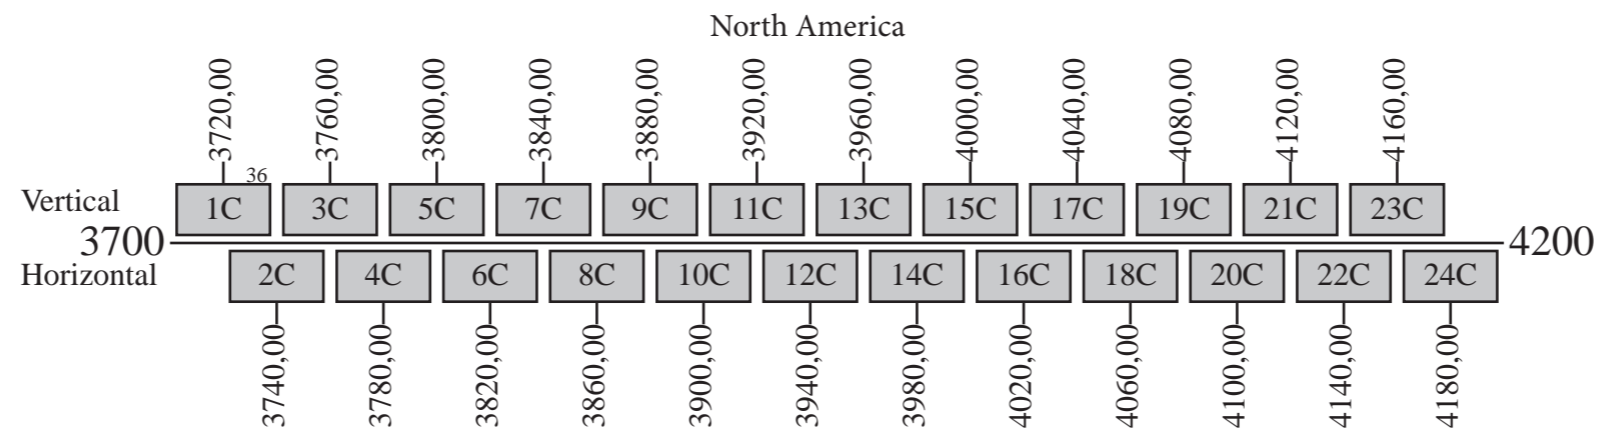 North America
3720,00 3760,00 3800,00 3840,00 3880,00 3920,00 3960,00 4000,00 4040,00 4080,00 4120,00 4160,00
36
Vertical 1C 3C 5C 7C 9C 11C 13C 15C 17C 19C 21C 23C
3700 4200
Horizontal 2C 4C 6C 8C 10C 12C 14C 16C 18C 20C 22C 24C
3740,00 3780,00 3820,00 3860,00 3900,00 3940,00 3980,00 4020,00 4060,00 4100,00 4140,00 4180,00